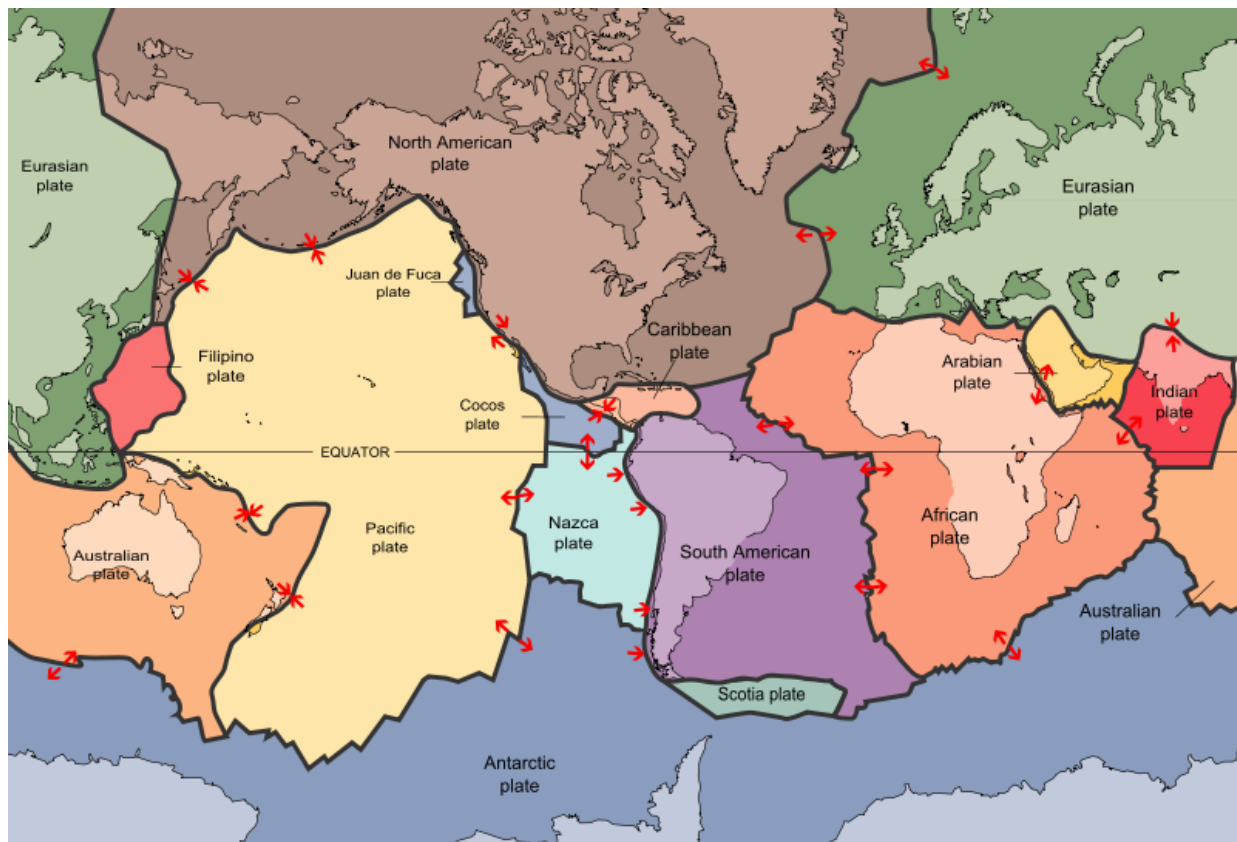 North American
plate
Eurasian
plate
Eurasian
plate
Juan de Fuca
plate
Caribbean
plate
Filipino
plate
Arabian
plate
Indian
plate
Cocos
plate
EQUATOR
Pacific
plate
Nazca
plate
African
plate
South American
plate
Australian
plate
Australian
plate
Scotia plate
Antarctic
plate